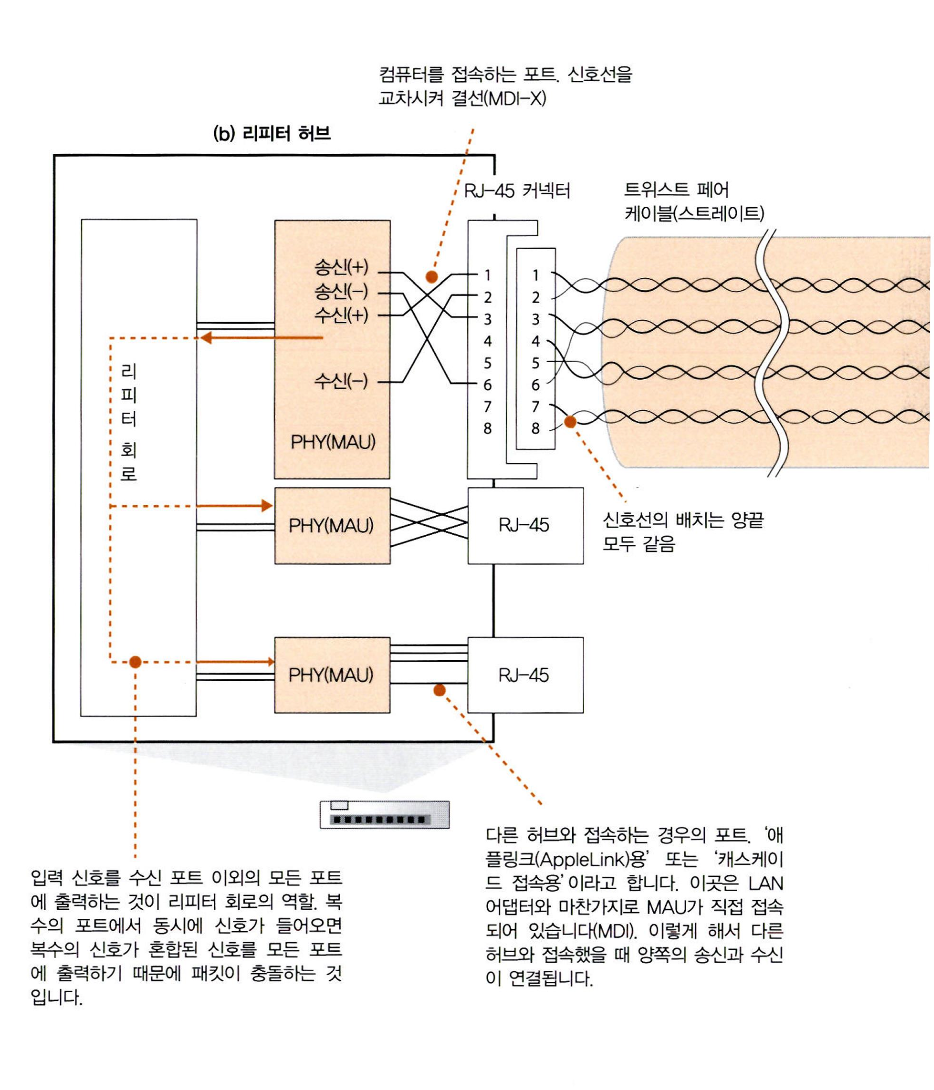 컴퓨터를 접속하는 포트. 신호선을
교차시켜 결선(MDI-X)
(b) 리피터 허브
RJ-45 커넥터
트위스트 페어
케이블(스트레이트)
송신(+)
송신(-)
수신(+)
수신(-)
PHY(MAU)
1
2
3
4
5
6
7
8
1
2
3
4
5
6
7
8
리피터 회로
PHY(MAU)
RJ-45
신호선의 배치는 양끝
모두 같음
PHY(MAU)
RJ-45
다른 허브와 접속하는 경우의 포트. ‘애
플링크(AppleLink)용’ 또는 ‘캐스케이
드 접속용’이라고 합니다. 이곳은 LAN
어댑터와 마찬가지로 MAU가 직접 접속
되어 있습니다(MDI). 이렇게 해서 다른
허브와 접속했을 때 양쪽의 송신과 수신
이 연결됩니다.
입력 신호를 수신 포트 이외의 모든 포트
에 출력하는 것이 리피터 회로의 역할. 복
수의 포트에서 동시에 신호가 들어오면
복수의 신호가 혼합된 신호를 모든 포트
에 출력하기 때문에 패킷이 충돌하는 것
입니다.